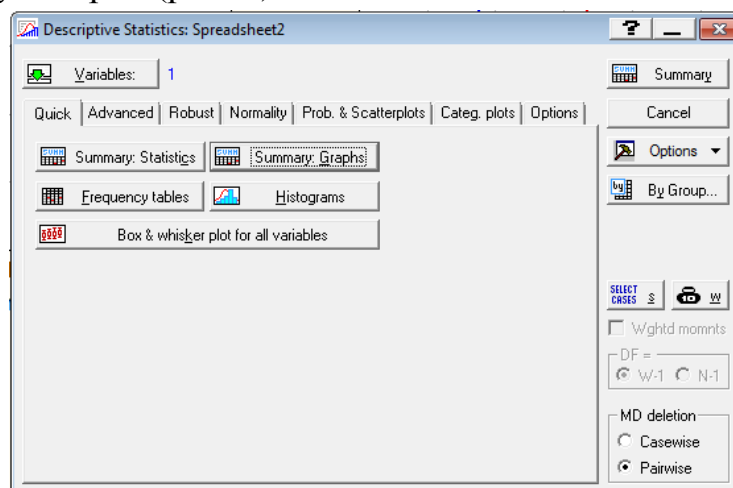 Descriptive Statistics: Spreadsheet2
?
Variables: 1
Summary
Quick Advanced Robust Normality Prob. & Scatterplots Categ. plots Options
Cancel
Summary: Statistics Summary: Graphs
Options
Frequency tables Histograms
By Group...
Box & whisker plot for all variables
SELECT CASES S W
Wghtd momnts
DF =
W-1 N-1
MD deletion
Casewise
Pairwise